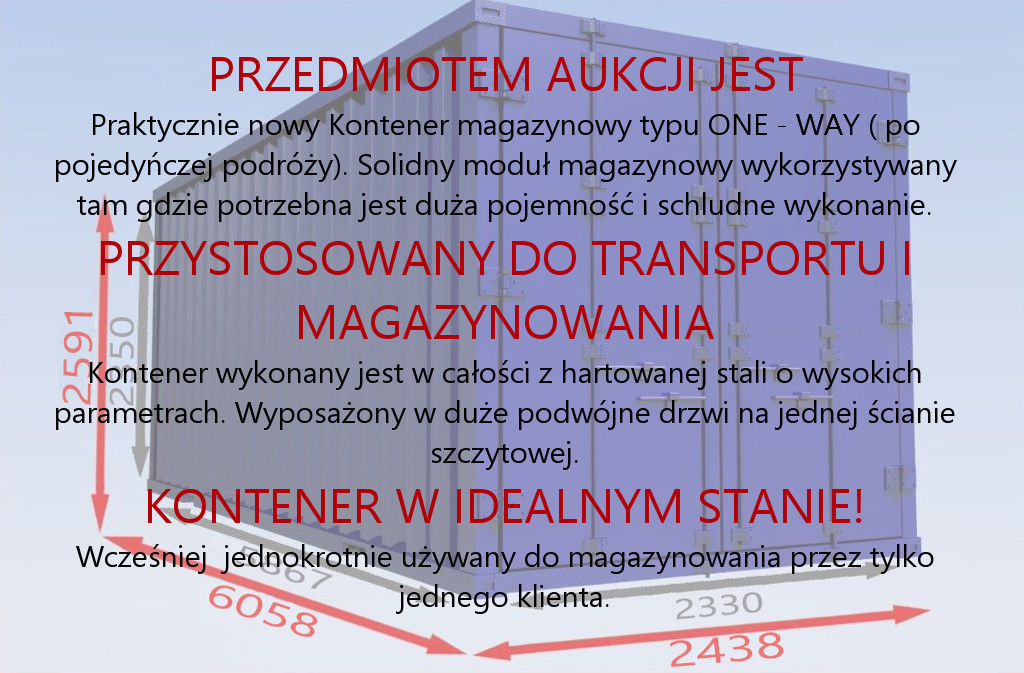 PRZEDMIOTEM AUKCJI JEST
Praktycznie nowy Kontener magazynowy typu ONE - WAY ( po
pojedyńczej podróży). Solidny moduł magazynowy wykorzystywany
tam gdzie potrzebna jest duża pojemność i schludne wykonanie.
PRZYSTOSOWANY DO TRANSPORTU I
MAGAZYNOWANIA
2591
Kontener wykonany jest w całości z hartowanej stali o wysokich
parametrach. Wyposażony w duże podwójne drzwi na jednej ścianie
szczytowej.
KONTENER W IDEALNYM STANIE!
Wcześniej  jednokrotnie używany do magazynowania przez tylko
jednego klienta.
6058
2330
2438